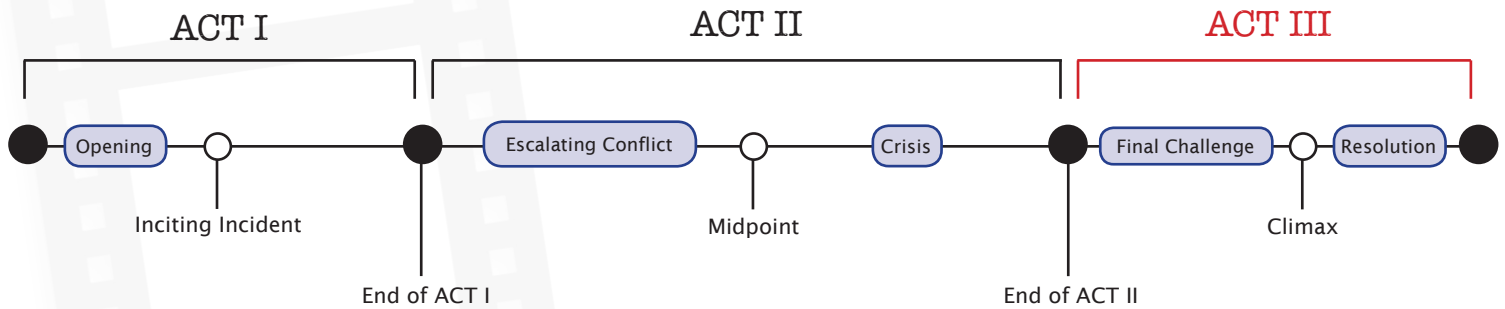 ACT I
ACT II
ACT III
Opening
Escalating Conflict
Crisis
Final Challenge
Resolution
Inciting Incident
Midpoint
Climax
End of ACT I
End of ACT II